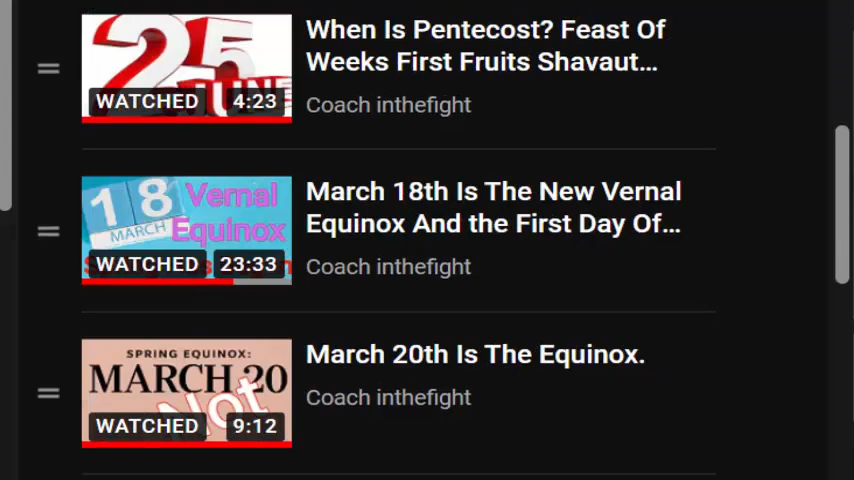 25
JUNE
WATCHED
4:23
When Is Pentecost? Feast Of
Weeks First Fruits Shavaut...
Coach inthefight
18
MARCH
Vernal
Equinox
WATCHED
23:33
March 18th Is The New Vernal
Equinox And the First Day Of...
Coach inthefight
SPRING EQUINOX:
MARCH 20
Not
WATCHED
9:12
March 20th Is The Equinox.
Coach inthefight